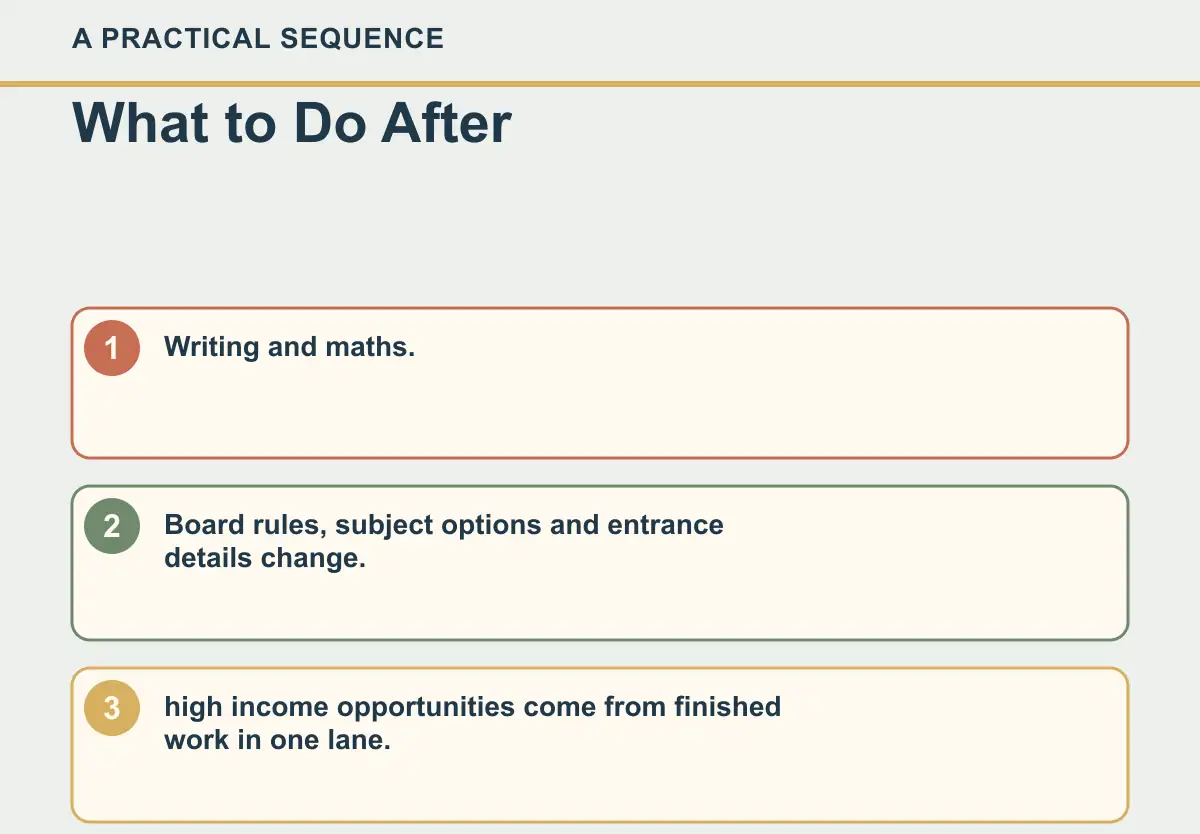 A PRACTICAL SEQUENCE
What to Do After
1
Writing and maths.
2
Board rules, subject options and entrance
details change.
3
high income opportunities come from finished
work in one lane.